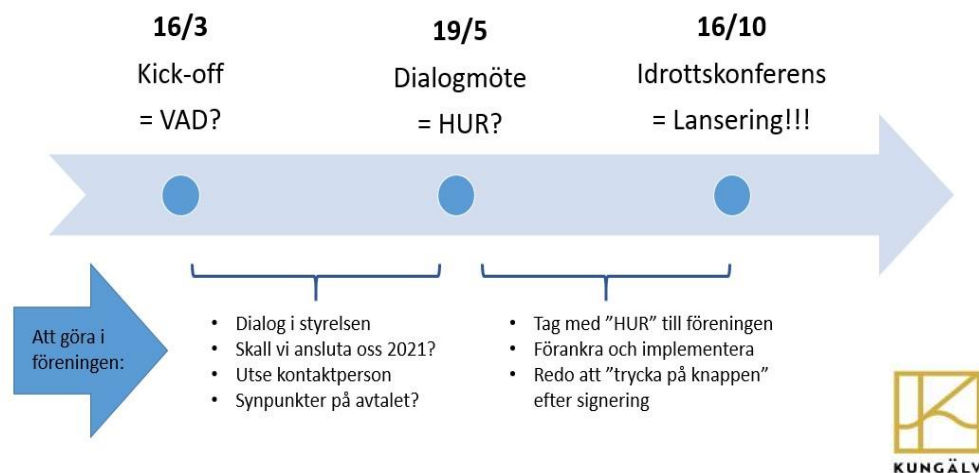 16/3
Kick-off
= VAD?
19/5
Dialogmöte
= HUR?
16/10
Idrottskonferens
= Lansering!!!
Att göra i
föreningen:
• Dialog i styrelsen
• Skall vi ansluta oss 2021?
• Utse kontaktperson
• Synpunkter på avtalet?
• Tag med ”HUR” till föreningen
• Förankra och implementera
• Redo att ”trycka på knappen”
efter signering
KUNGÄLV